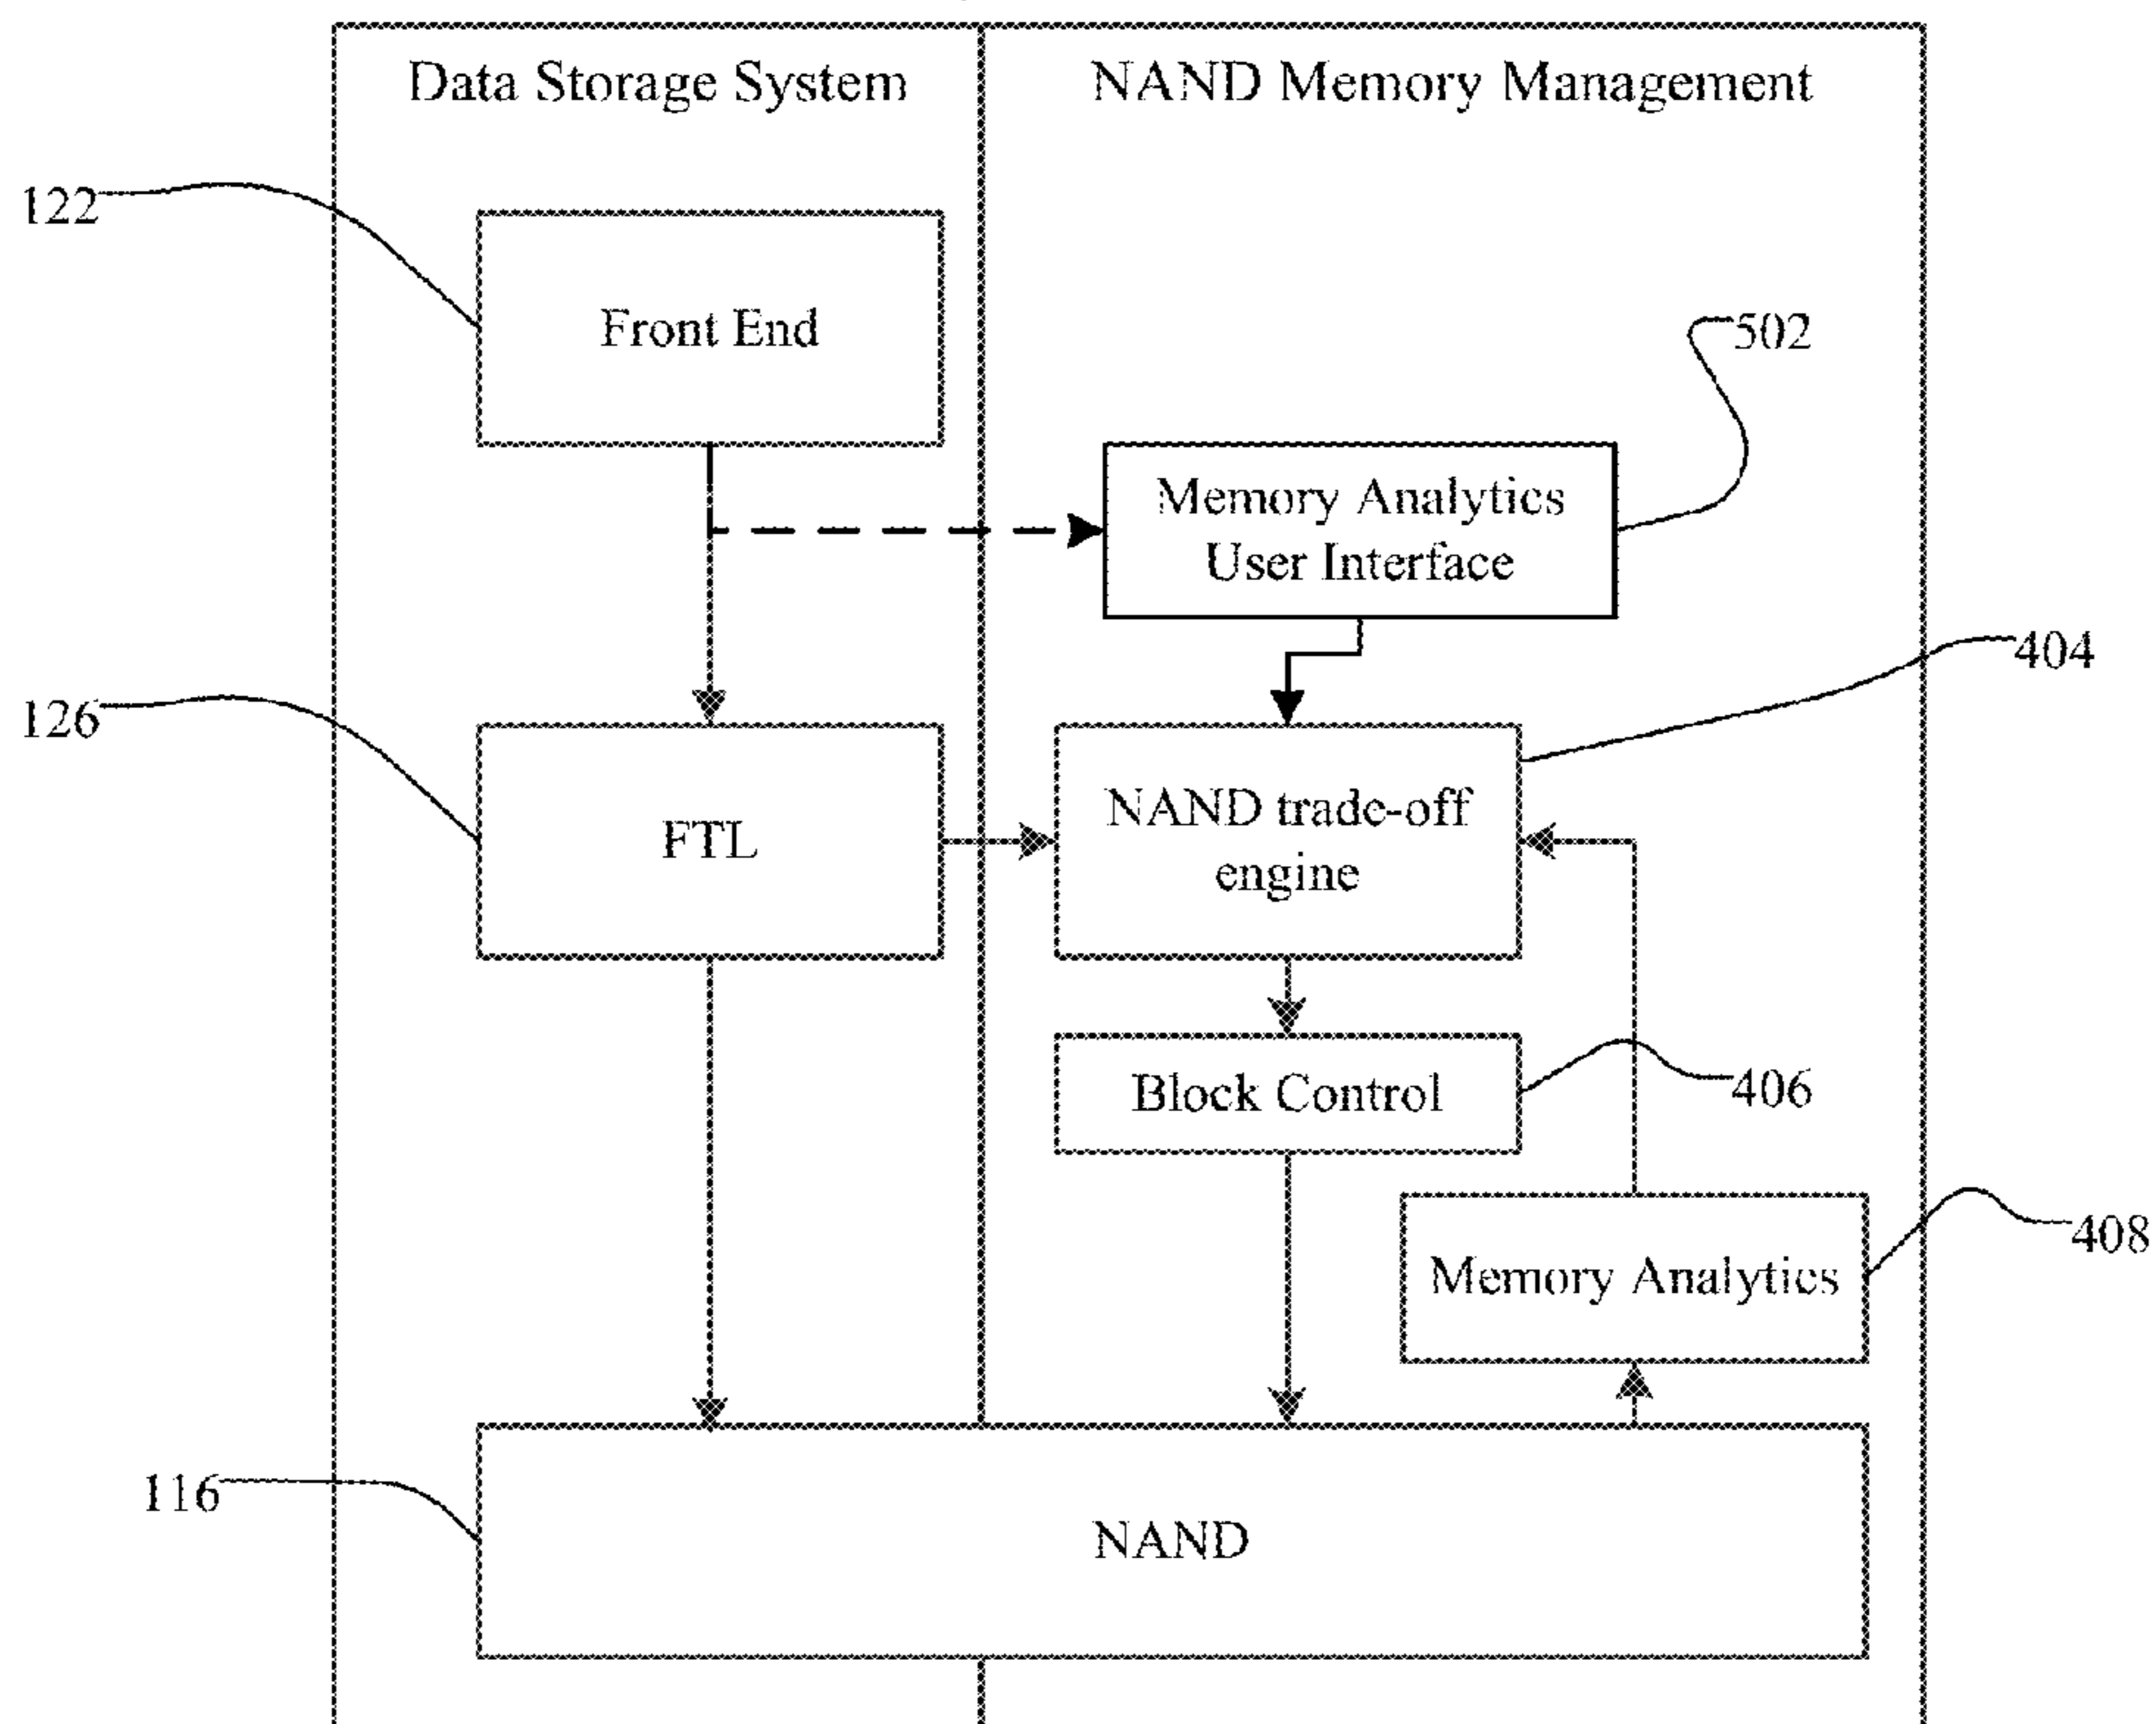 Data Storage System
NAND Memory Management
122
Front End
502
Memory Analytics
User Interface
404
126
FTL
NAND trade-off
engine
Block Control
406
Memory Analytics
408
116
NAND